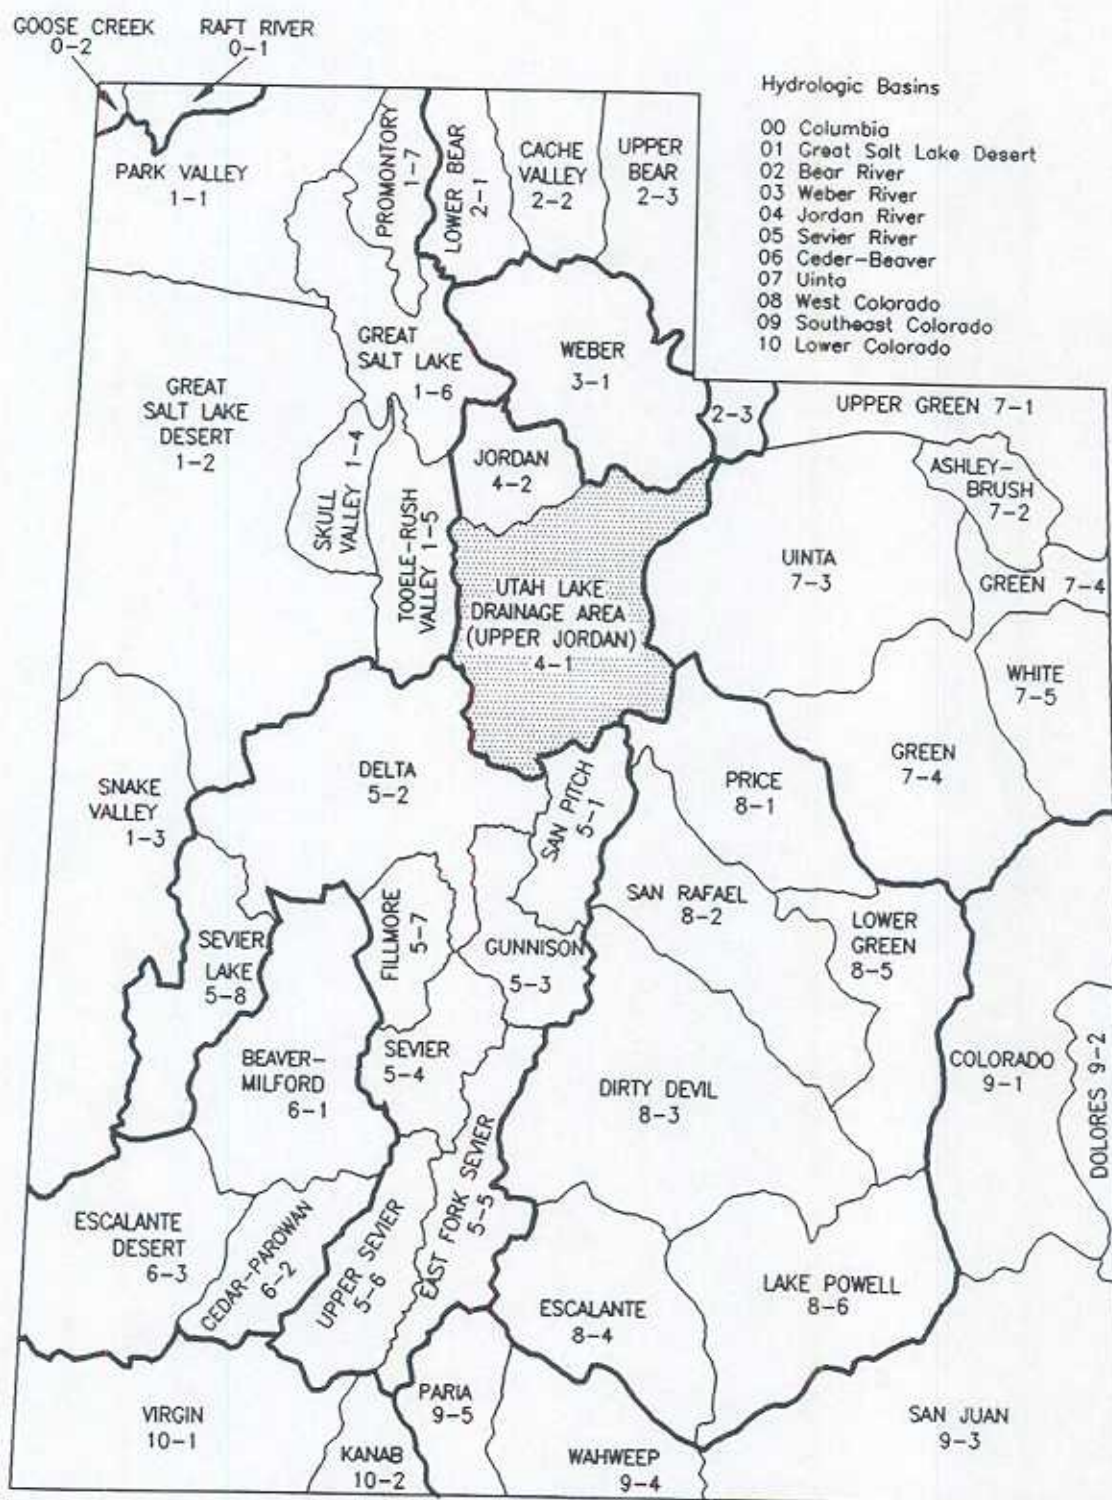 GOOSE CREEK
0-2
RAFT RIVER
0-1
Hydrologic Basins
00 Columbia
01 Great Salt Lake Desert
02 Bear River
03 Weber River
04 Jordan River
05 Sevier River
06 Ceder-Beaver
07 Uinta
08 West Colorado
09 Southeast Colorado
10 Lower Colorado
PARK VALLEY
1-1
PROMONTORY
1-7
LOWER BEAR
2-1
CACHE
VALLEY
2-2
UPPER
BEAR
2-3
GREAT
SALT LAKE
1-6
WEBER
3-1
GREAT
SALT LAKE
DESERT
1-2
2-3
UPPER GREEN 7-1
SKULL
VALLEY 1-4
TOOELE-RUSH
VALLEY 1-5
JORDAN
4-2
ASHLEY-
BRUSH
7-2
UINTA
7-3
GREEN 7-4
UTAH LAKE
DRAINAGE AREA
(UPPER JORDAN)
4-1
WHITE
7-5
GREEN
7-4
SNAKE
VALLEY
1-3
DELTA
5-2
SAN PITCH
5-1
PRICE
8-1
SAN RAFAEL
8-2
LOWER
GREEN
8-5
FILLMORE
5-7
GUNNISON
5-3
SEVIER
LAKE
5-8
BEAVER-
MILFORD
6-1
SEVIER
5-4
DIRTY DEVIL
8-3
COLORADO
9-1
DOLORES 9-2
ESCALANTE
DESERT
6-3
CEDAR-PAROWAN
6-2
UPPER SEVIER
5-6
EAST FORK SEVIER
5-5
ESCALANTE
8-4
LAKE POWELL
8-6
VIRGIN
10-1
KANAB
10-2
PARIA
9-5
WAHWEEP
9-4
SAN JUAN
9-3